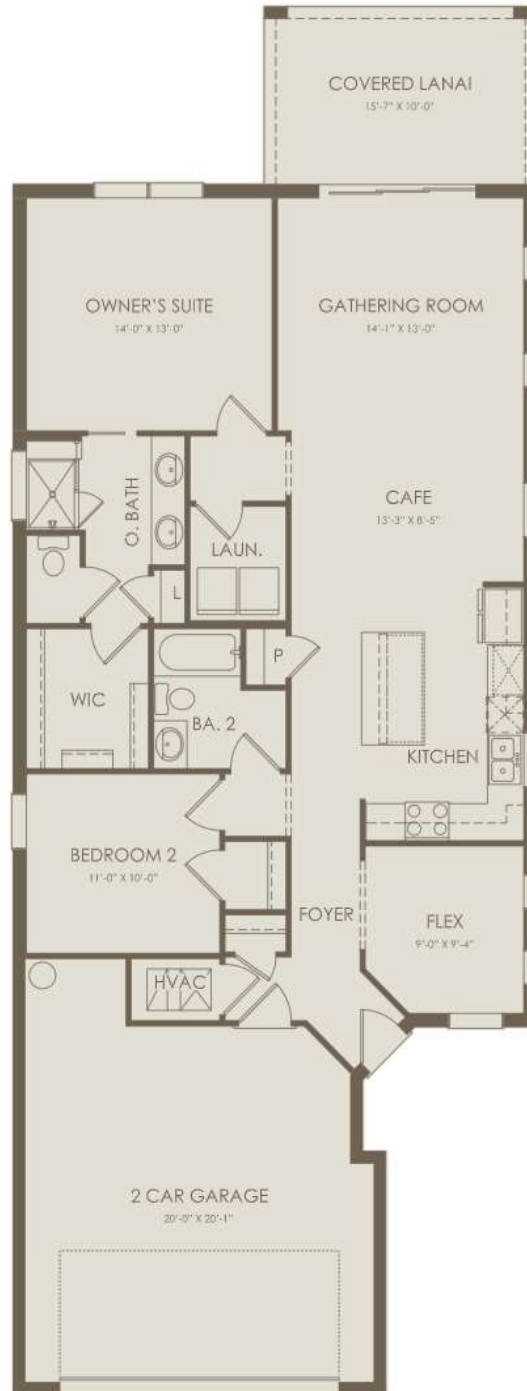 COVERED LANAI
15'-7" X 10'-0"
OWNER'S SUITE
14'-0" X 13'-0"
GATHERING ROOM
14'-1" X 13'-0"
O. BATH
CAFE
13'-3" X 8'-5"
LAUN.
L
P
WIC
BA. 2
KITCHEN
BEDROOM 2
11'-0" X 10'-0"
FOYER
FLEX
9'-0" X 9'-4"
HVAC
2 CAR GARAGE
20'-0" X 20'-1"